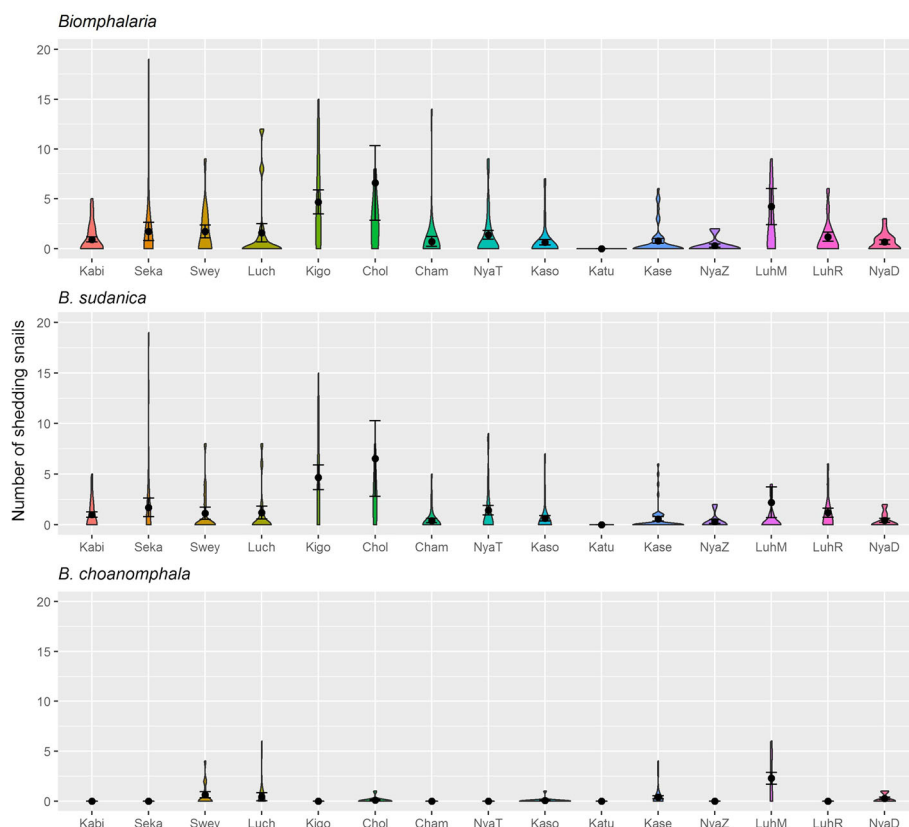 Biomphalaria
20
15
10
5
0
Kabi Seka Swey Luch Kigo Chol Cham NyaT Kaso Katu Kase NyaZ LuhM LuhR NyaD
B. sudanica
Number of shedding snails
20
15
10
5
0
Kabi Seka Swey Luch Kigo Chol Cham NyaT Kaso Katu Kase NyaZ LuhM LuhR NyaD
B. choanomphala
20
15
10
5
0
Kabi Seka Swey Luch Kigo Chol Cham NyaT Kaso Katu Kase NyaZ LuhM LuhR NyaD